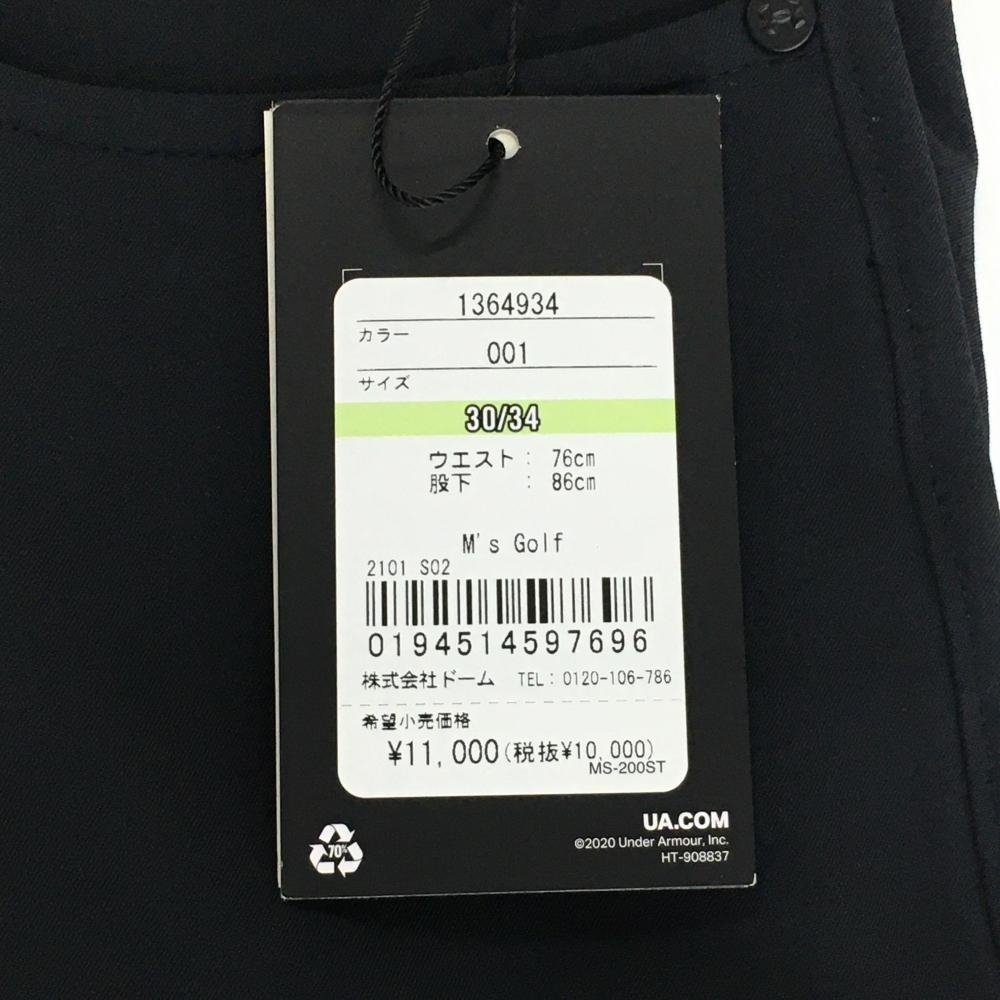 1364934
カラー
001
サイズ
30/34
ウエスト : 76cm
股下 : 86cm
M's Golf
2101 S02
0194514597696
株式会社ドーム TEL: 0120-106-786
希望小売価格
¥11,000(税抜¥10,000)
MS-200ST
UA.COM
©2020 Under Armour, Inc.
HT-908837
70%